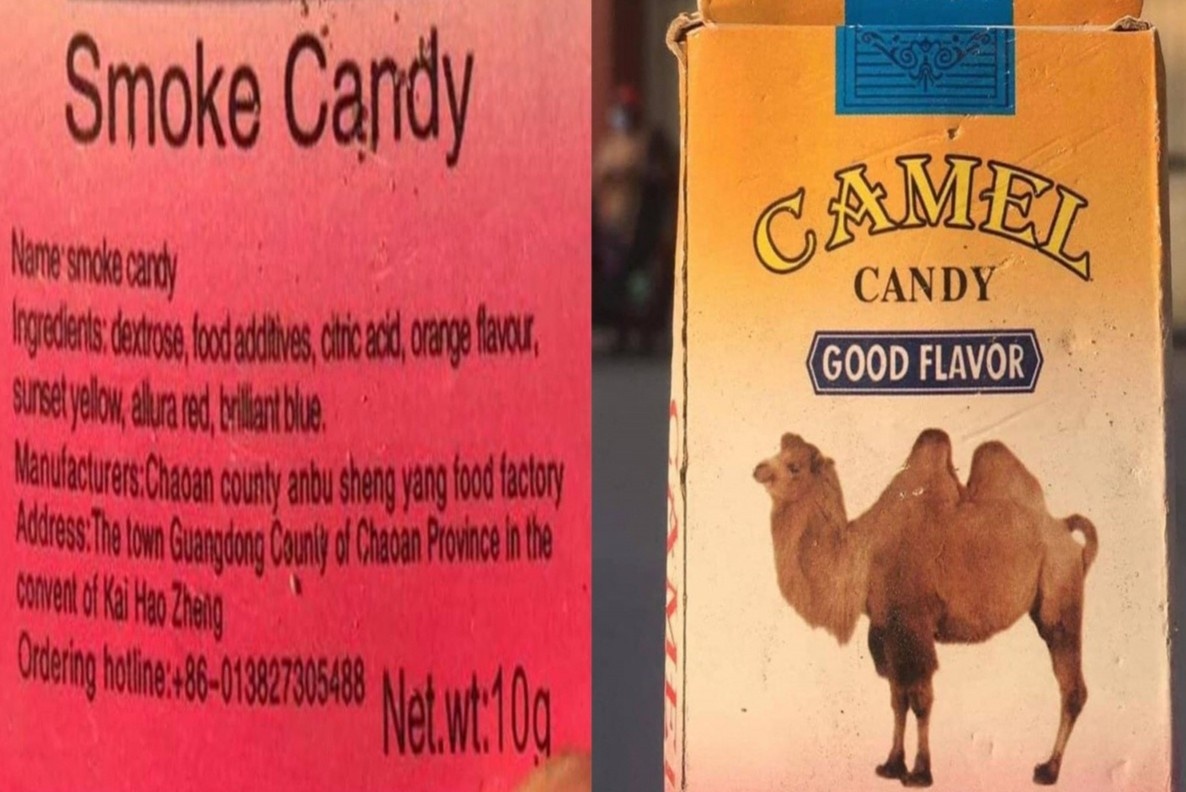 Smoke Candy
Name:smoke candy
Ingredients: dextrose, food additives, citric acid, orange flavour,
sunset yellow, allura red, brilliant blue.
Manufacturers:Chaoan county anbu sheng yang food factory
Address:The town Guangdong County of Chaoan Province in the
convent of Kai Hao Zheng
Ordering hotline:+86-013827305488
Net.wt:10g
CAMEL
CANDY
GOOD FLAVOR
CAMEL